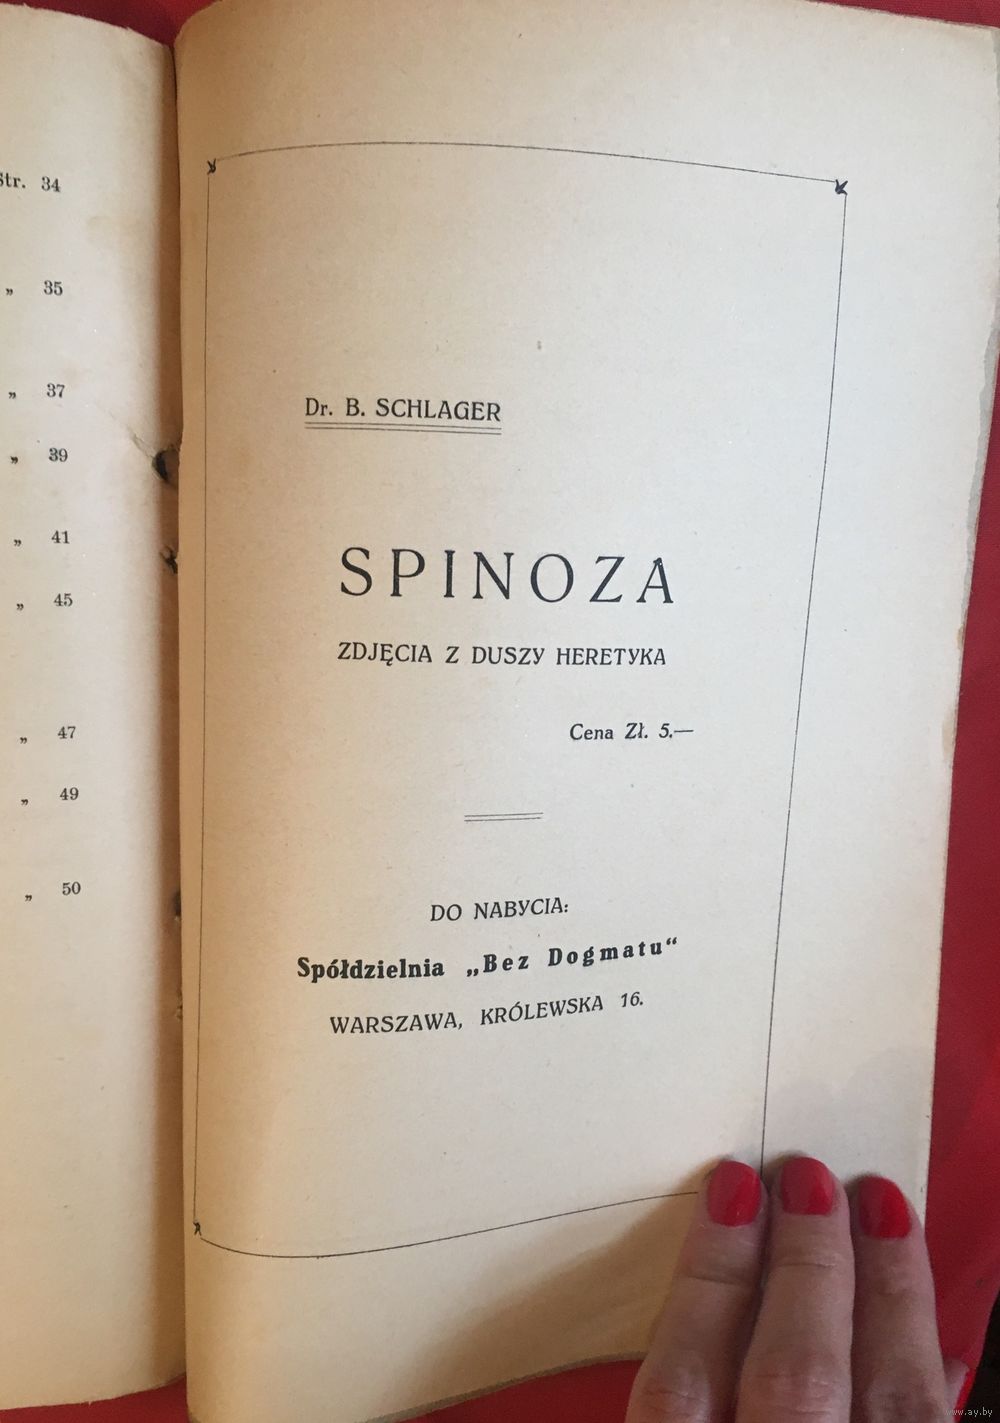 Str. 34
„ 35
„ 37
„ 39
„ 41
„ 45
„ 47
„ 49
„ 50
Dr. B. SCHLAGER
SPINOZA
ZDJĘCIA Z DUSZY HERETYKA
Cena Zł. 5.—
DO NABYCIA:
Spółdzielnia „Bez Dogmatu“
WARSZAWA, KRÓLEWSKA 16.
www.ay.by